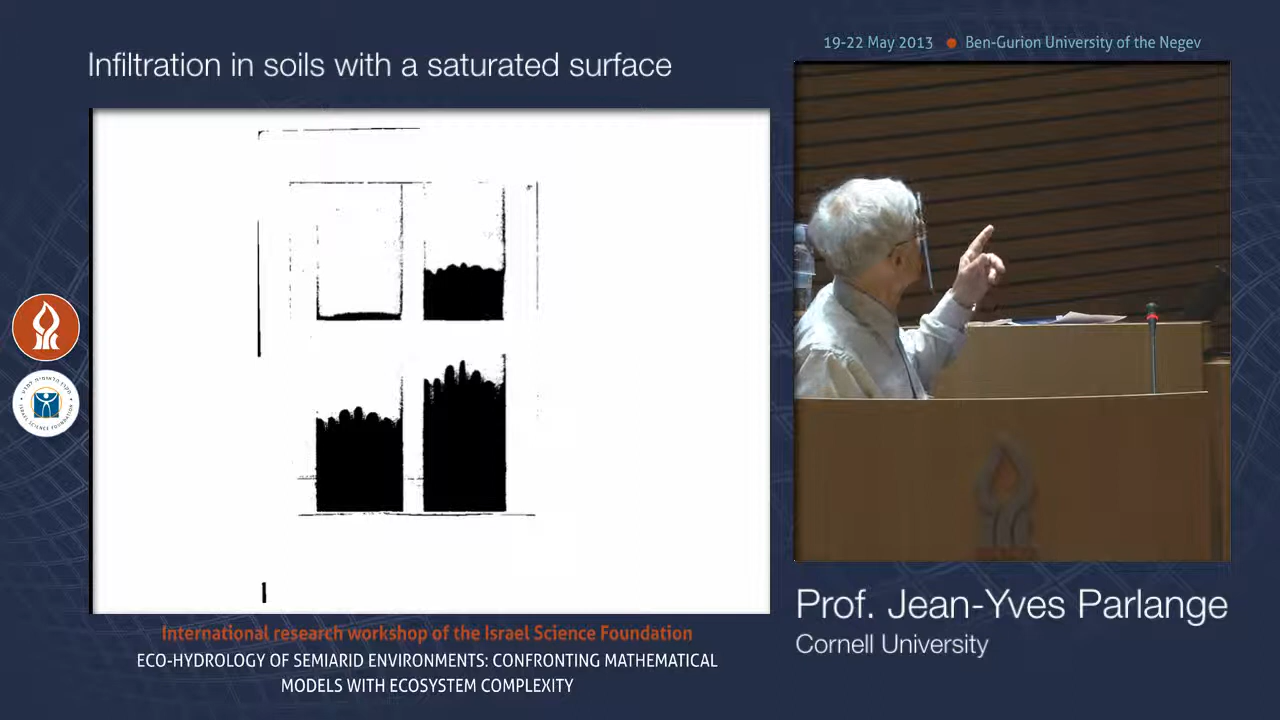 19-22 May 2013 ● Ben-Gurion University of the Negev
Infiltration in soils with a saturated surface
Prof. Jean-Yves Parlange
Cornell University
International research workshop of the Israel Science Foundation
ECO-HYDROLOGY OF SEMIARID ENVIRONMENTS: CONFRONTING MATHEMATICAL
MODELS WITH ECOSYSTEM COMPLEXITY